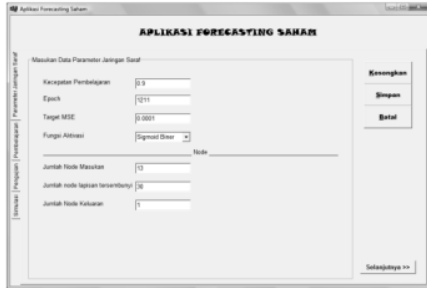 Aplikasi Forecasting Saham
APLIKASI FORECASTING SAHAM
Parameter Jaringan Saraf
Pembelajaran
Pengujian
Simulasi
Masukan Data Parameter Jaringan Saraf
Kecepatan Pembelajaran 0.9
Epoch 1211
Target MSE 0.0001
Fungsi Aktivasi Sigmoid Biner
Node
Jumlah Node Masukan 13
Jumlah node lapisan tersembunyi 30
Jumlah Node Keluaran 1
Kosongkan
Simpan
Batal
Selanjutnya >>